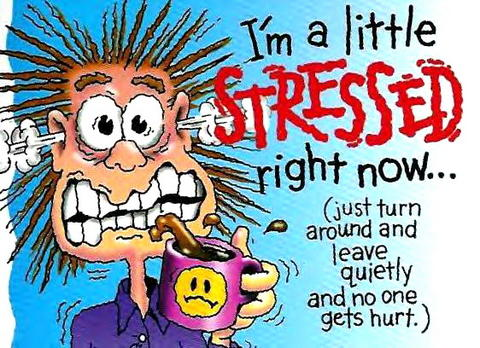 I'm a little
STRESSED
right now...
(just turn
around and
leave
quietly
and no one
gets hurt.)